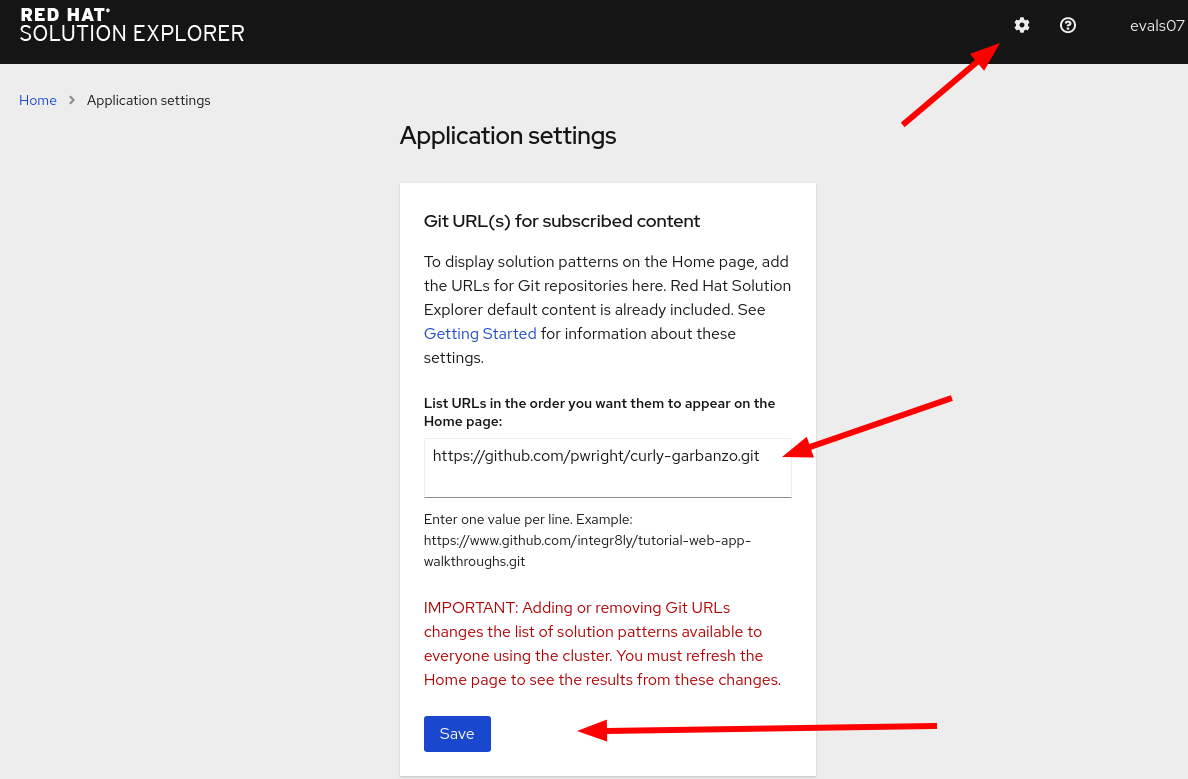 RED HAT®
SOLUTION EXPLORER
evals07
Home > Application settings
Application settings
Git URL(s) for subscribed content
To display solution patterns on the Home page, add
the URLs for Git repositories here. Red Hat Solution
Explorer default content is already included. See
Getting Started for information about these
settings.
List URLs in the order you want them to appear on the
Home page:
https://github.com/pwright/curly-garbanzo.git
Enter one value per line. Example:
https://www.github.com/integr8ly/tutorial-web-app-
walkthroughs.git
IMPORTANT: Adding or removing Git URLs
changes the list of solution patterns available to
everyone using the cluster. You must refresh the
Home page to see the results from these changes.
Save